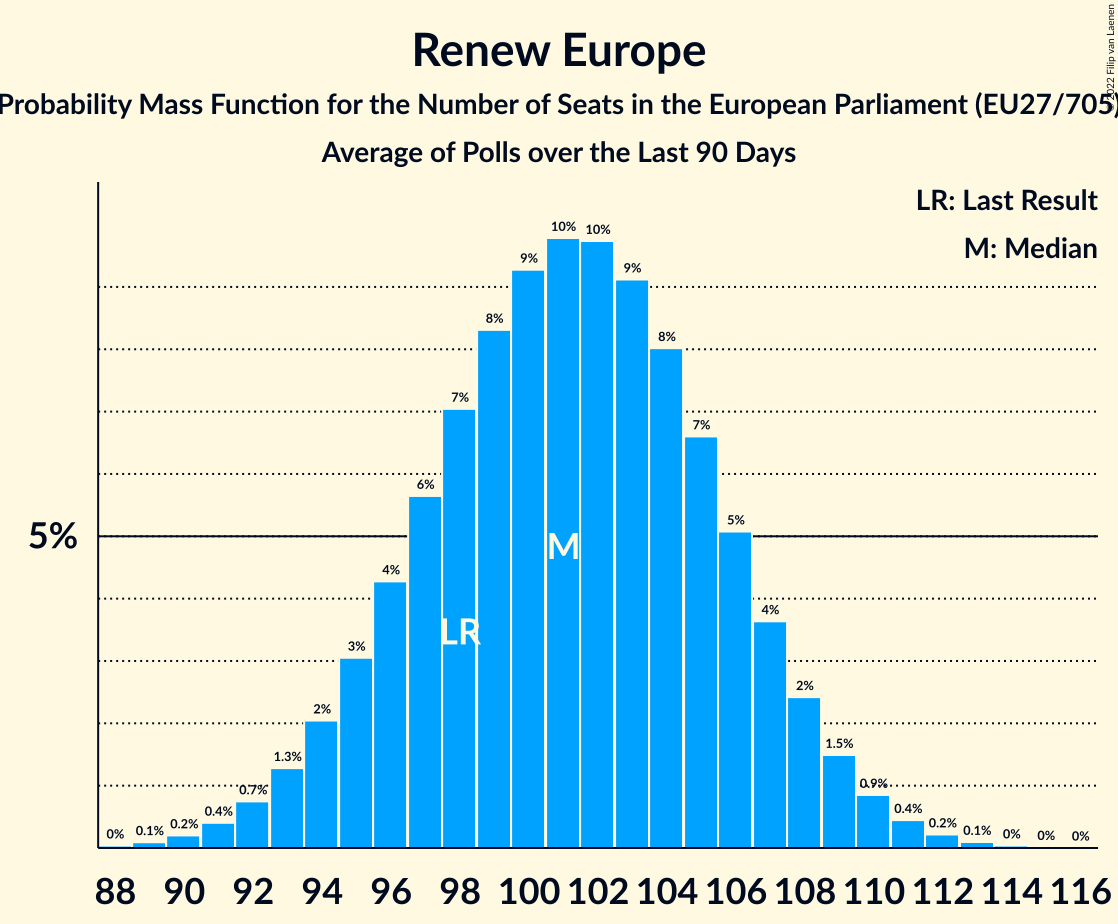 Renew Europe
Probability Mass Function for the Number of Seats in the European Parliament (EU27/705)
Average of Polls over the Last 90 Days
© 2022 Filip van Laenen
LR: Last Result
M: Median
10% 10%
9% 9%
8% 8%
7% 7%
6% 5%
5%
M
4% 4%
LR
3% 2%
2% 1.5%
1.3% 0.9%
0.7% 0.4%
0% 0.1% 0.2% 0.4% 0.2% 0.1% 0% 0% 0%
88 90 92 94 96 98 100 102 104 106 108 110 112 114 116